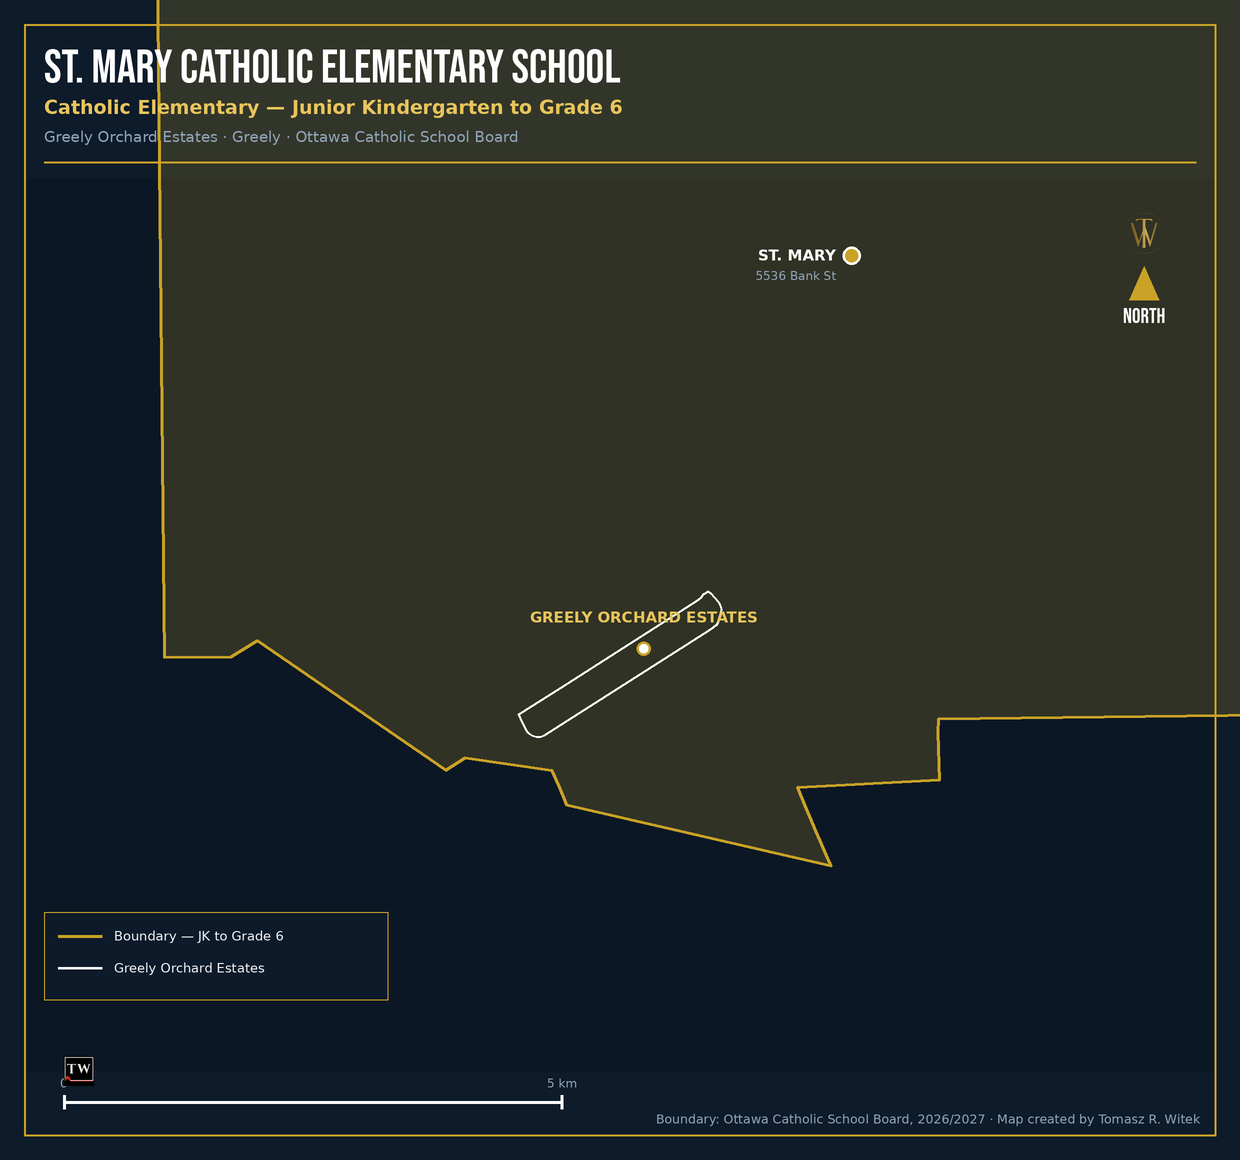 ST. MARY CATHOLIC ELEMENTARY SCHOOL
Catholic Elementary — Junior Kindergarten to Grade 6
Greely Orchard Estates · Greely · Ottawa Catholic School Board
ST. MARY
5536 Bank St
TW
NORTH
GREELY ORCHARD ESTATES
Boundary — JK to Grade 6
Greely Orchard Estates
TW
0 5 km
Boundary: Ottawa Catholic School Board, 2026/2027 · Map created by Tomasz R. Witek